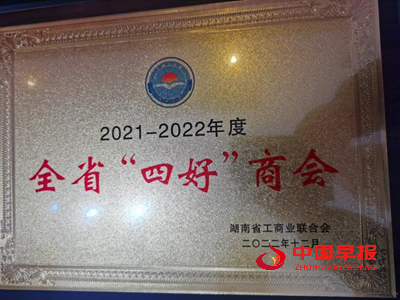 2021-2022年度
全省“四好”商会
湖南省工商业联合会
二〇二二年十二月
中国早报